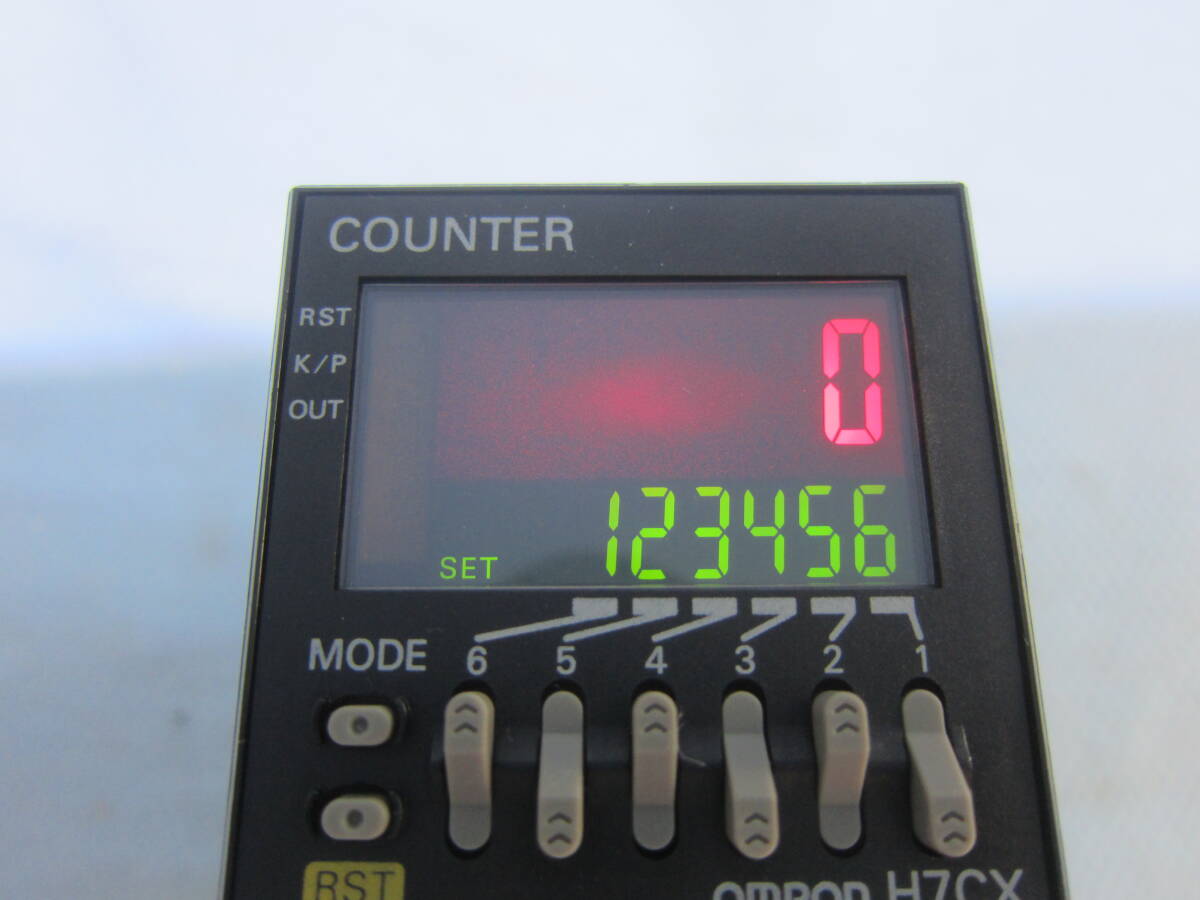 COUNTER
RST
K/P
OUT
0
SET 123456
MODE 6 5 4 3 2 1
RST
OMRON H7CX